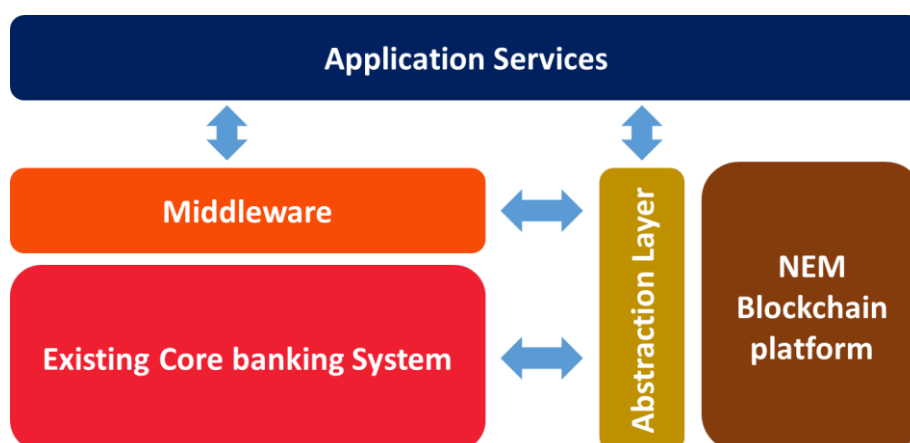 Application Services
Middleware
Existing Core banking System
Abstraction Layer
NEM
Blockchain
platform